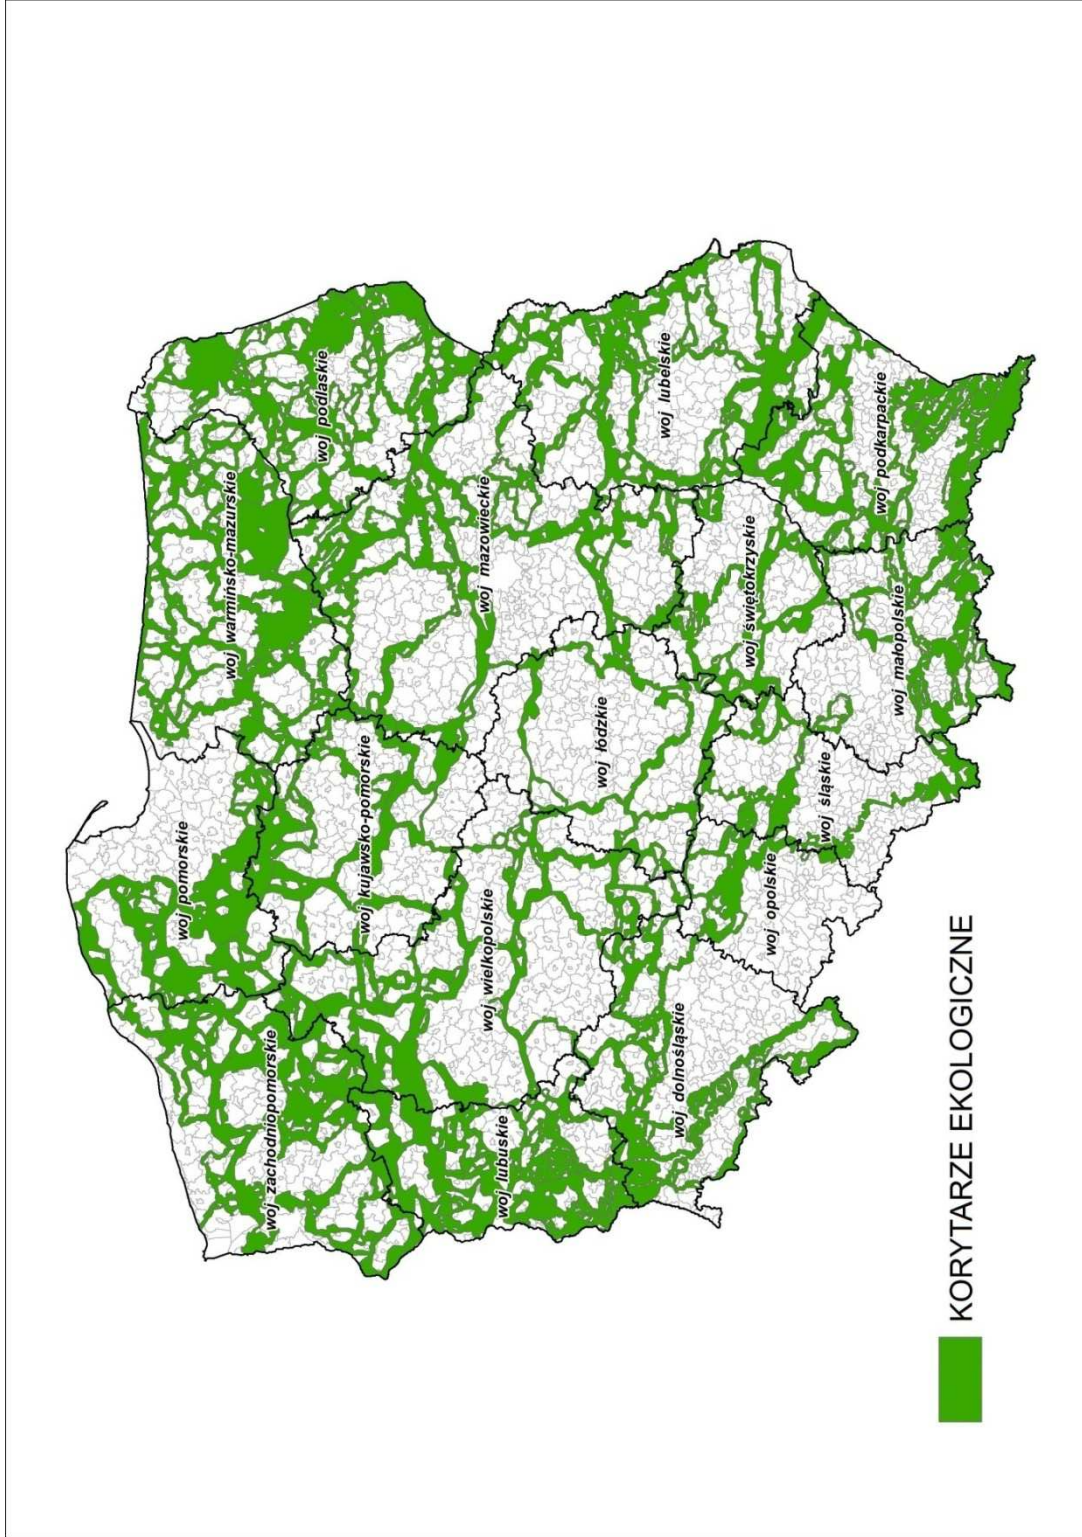 woj pomorskie
woj warmińsko-mazurskie
woj podlaskie
woj zachodniopomorskie
woj kujawsko-pomorskie
woj mazowieckie
woj wielkopolskie
woj lubuskie
woj łódzkie
woj lubelskie
woj dolnośląskie
woj świętokrzyskie
woj opolskie
woj śląskie
woj podkarpackie
woj małopolskie
KORYTARZE EKOLOGICZNE